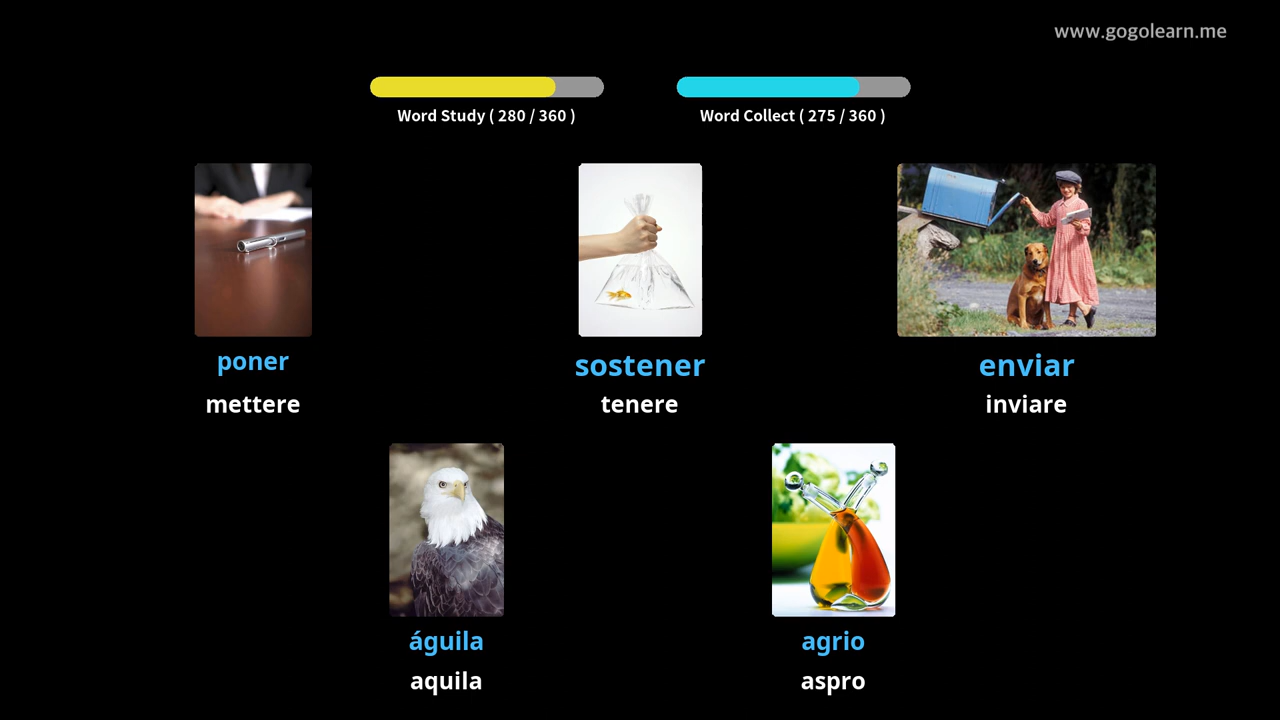 www.gogolearn.me
Word Study ( 280 / 360 )
Word Collect ( 275 / 360 )
poner
mettere
sostener
tenere
enviar
inviare
águila
aquila
agrio
aspro